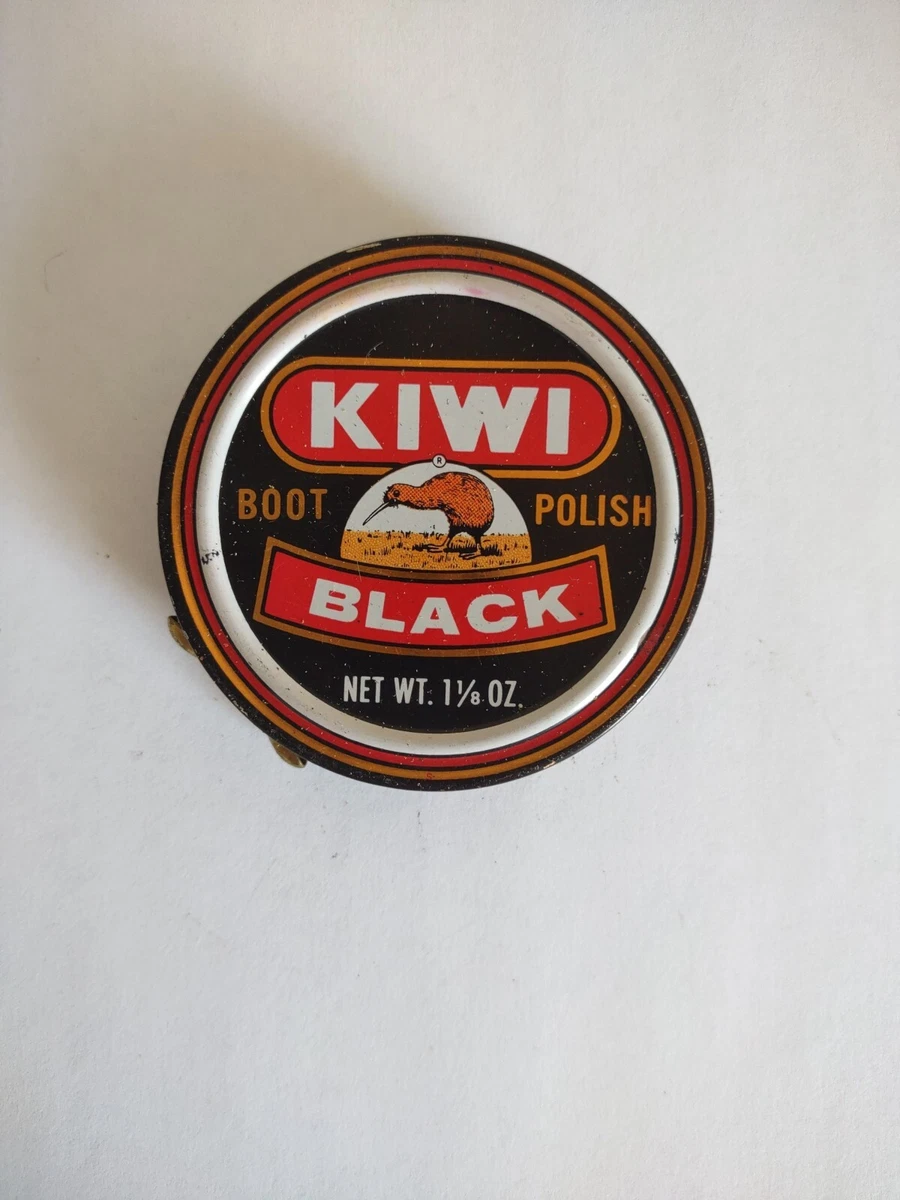 KIWI
®
BOOT POLISH
BLACK
NET WT. 1⅛ OZ.